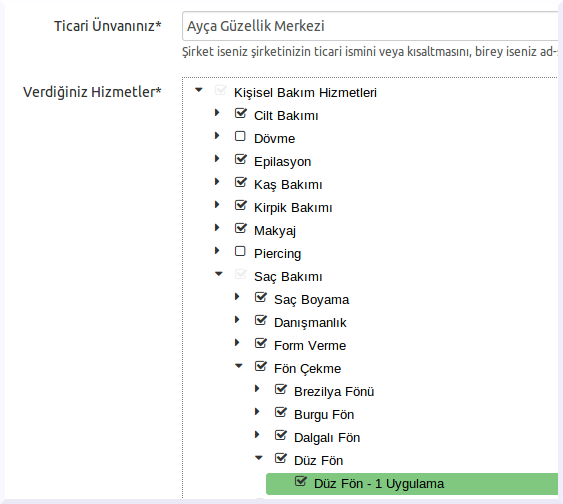 Ticari Ünvanınız*
Ayça Güzellik Merkezi
Şirket iseniz şirketinizin ticari ismini veya kısaltmasını, birey iseniz ad-
Verdiğiniz Hizmetler*
Kişisel Bakım Hizmetleri
Cilt Bakımı
Dövme
Epilasyon
Kaş Bakımı
Kirpik Bakımı
Makyaj
Piercing
Saç Bakımı
Saç Boyama
Danışmanlık
Form Verme
Fön Çekme
Brezilya Fönü
Burgu Fön
Dalgalı Fön
Düz Fön
Düz Fön - 1 Uygulama